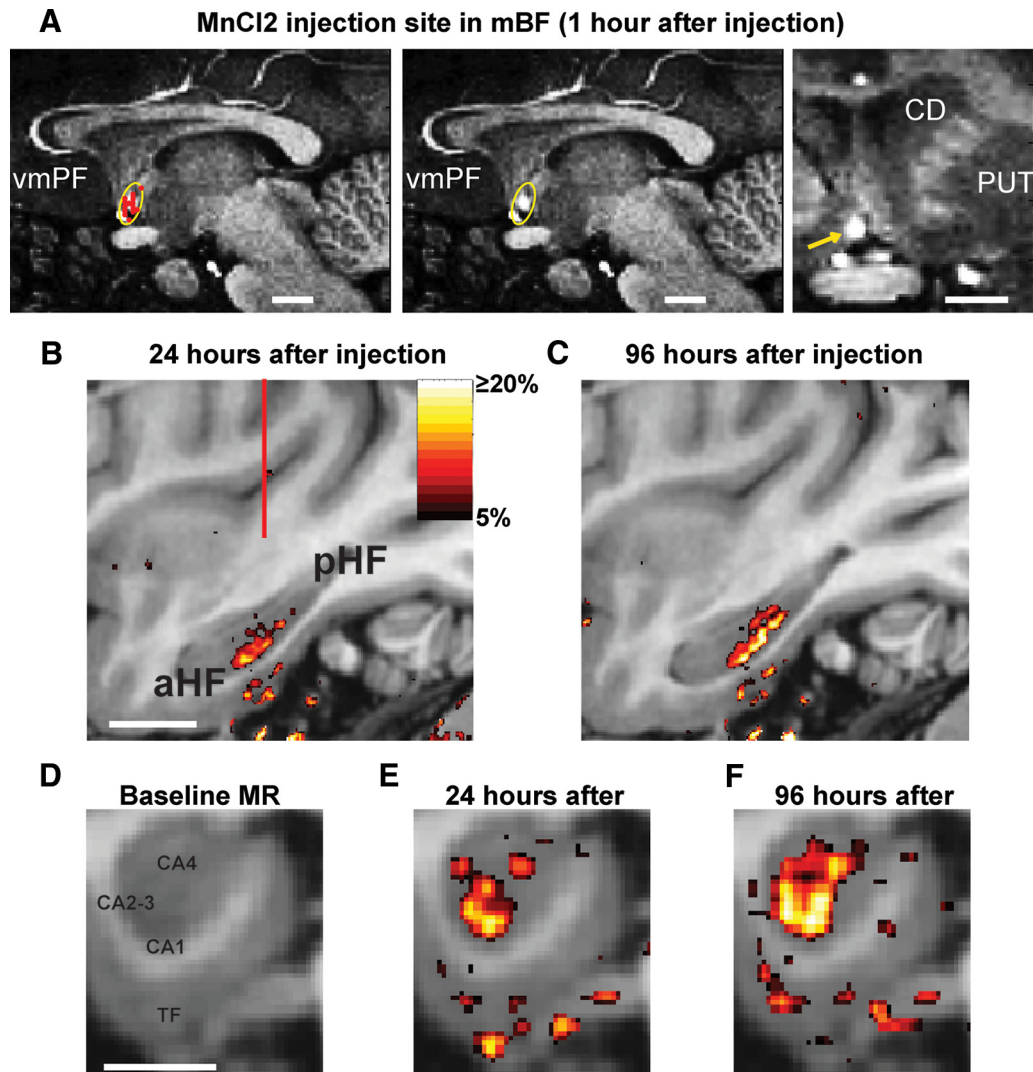 A
MnCl2 injection site in mBF (1 hour after injection)
vmPF
vmPF
CD
PUT
B
24 hours after injection
≥20%
5%
pHF
aHF
C
96 hours after injection
D
Baseline MR
CA4
CA2-3
CA1
TF
E
24 hours after
F
96 hours after